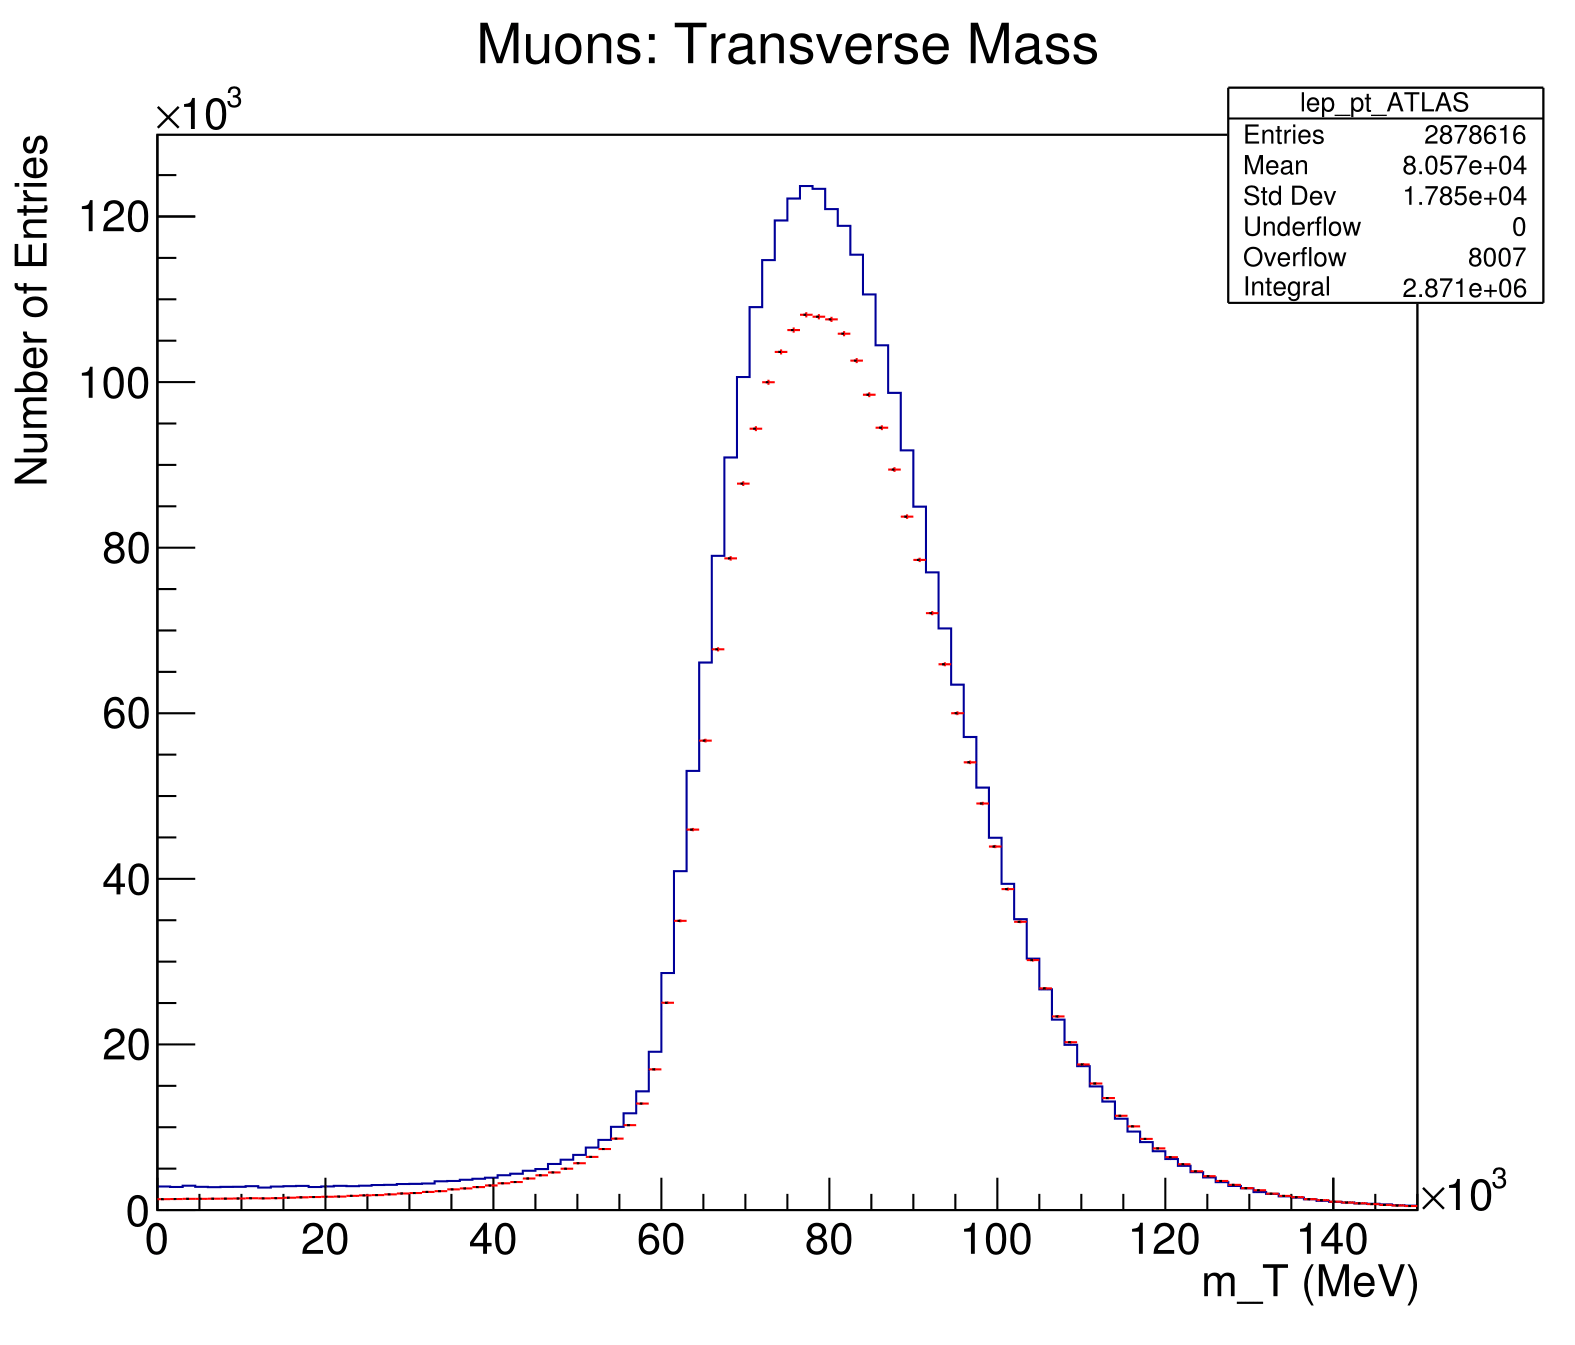 Muons: Transverse Mass
×10³
lep_pt_ATLAS
Entries 2878616
Mean 8.057e+04
Std Dev 1.785e+04
Underflow 0
Overflow 8007
Integral 2.871e+06
Number of Entries
120
100
80
60
40
20
0
0 20 40 60 80 100 120 140
×10³
m_T (MeV)